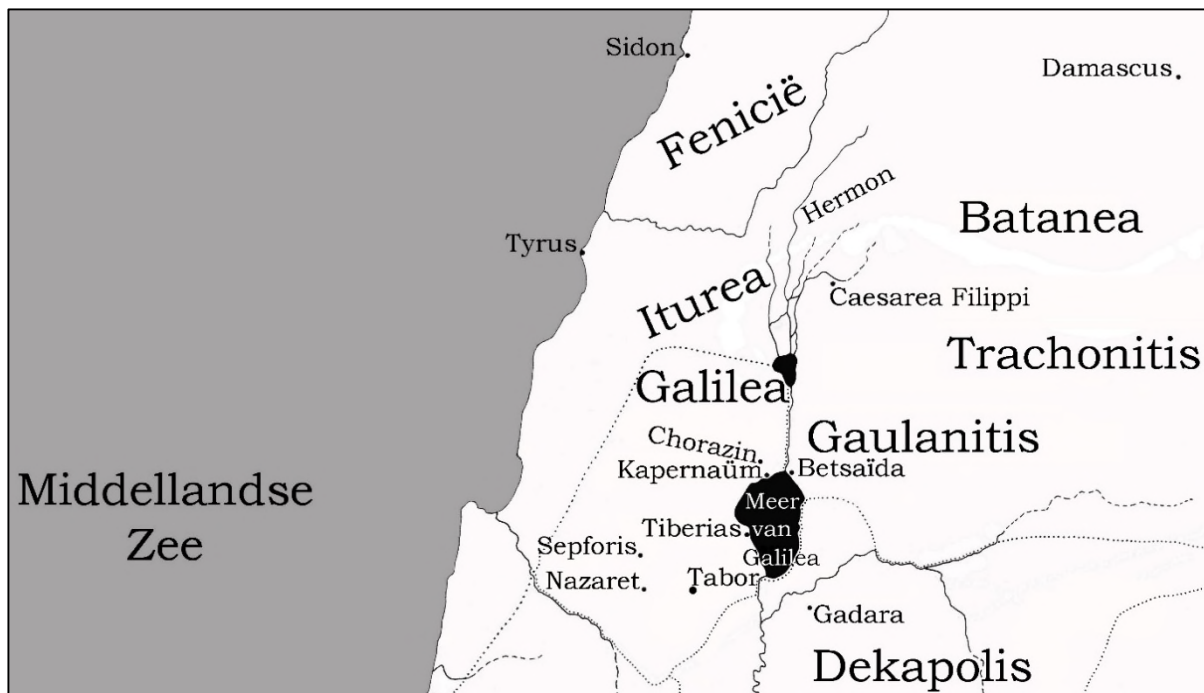 Sidon
Damascus
Fenicië
Hermon
Batanea
Tyrus
Iturea
Caesarea Filippi
Trachonitis
Galilea
Gaulanitis
Chorazin
Kapernaüm
Betsaïda
Middellandse
Zee
Meer
van
Galilea
Tiberias
Sepforis
Nazaret
Tabor
Gadara
Dekapolis